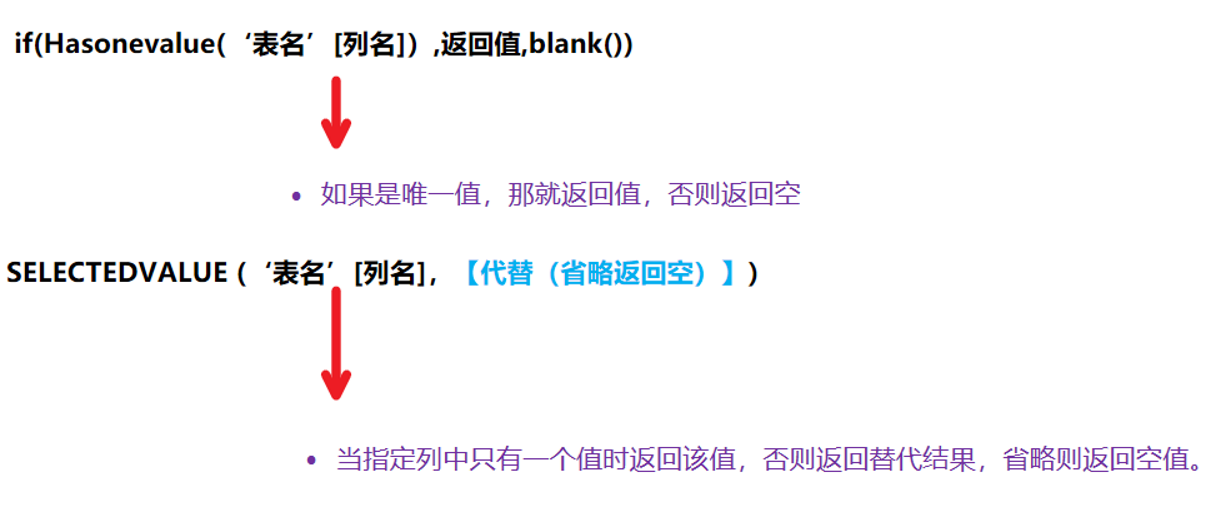 if(Hasonevalue(‘表名’[列名]）,返回值,blank())
• 如果是唯一值，那就返回值，否则返回空
SELECTEDVALUE（‘表名’[列名]，【代替（省略返回空）】）
• 当指定列中只有一个值时返回该值，否则返回替代结果，省略则返回空值。